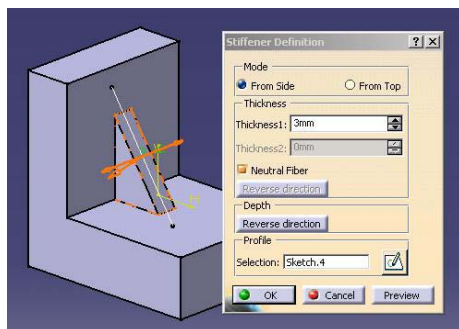 Stiffener Definition
Mode
From Side
From Top
Thickness
Thickness1: 3mm
Thickness2: 0mm
Neutral Fiber
Reverse direction
Depth
Reverse direction
Profile
Selection: Sketch.4
OK
Cancel
Preview